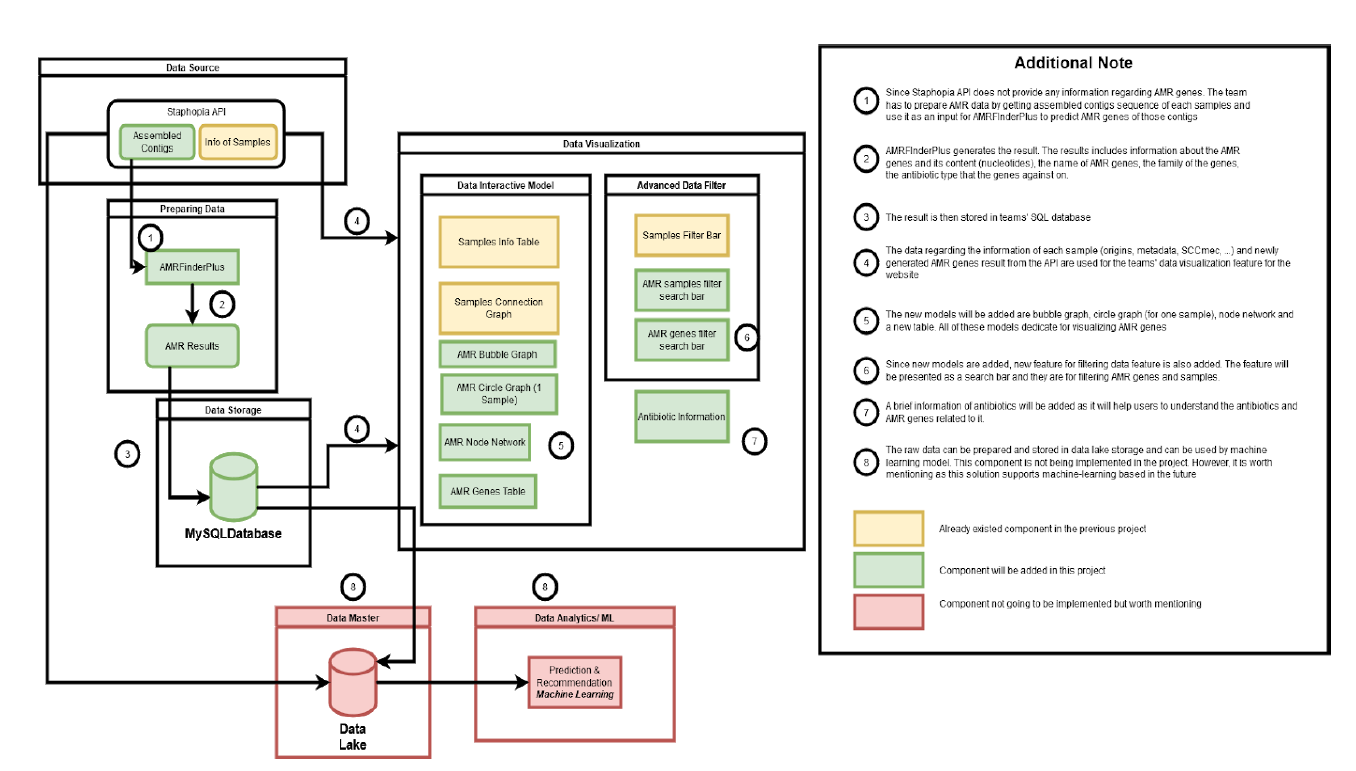 Data Source
Staphopia API
Assembled
Contigs
Info of Samples
Preparing Data
1
AMRFinderPlus
2
AMR Results
Data Storage
3
MySQLDatabase
4
4
Data Visualization
Data Interactive Model
Samples Info Table
Samples Connection
Graph
AMR Bubble Graph
AMR Circle Graph (1
Sample)
AMR Node Network
5
AMR Genes Table
Advanced Data Filter
Samples Filter Bar
AMR samples filter
search bar
AMR genes filter
search bar
6
Antibiotic Information
7
8
Data Master
Data
Lake
8
Data Analytics/ ML
Prediction &
Recommendation
Machine Learning
Additional Note
1
Since Staphopia API does not provide any information regarding AMR genes. The team
has to prepare AMR data by getting assembled contigs sequence of each samples and
use it as an input for AMRFInderPlus to predict AMR genes of those contigs
2
AMRFInderPlus generates the result. The results includes information about the AMR
genes and its content (nucleotides), the name of AMR genes, the family of the genes,
the antibiotic type that the genes against on.
3
The result is then stored in teams' SQL database
4
The data regarding the information of each sample (origins, metadata, SCCmec, ...) and newly
generated AMR genes result from the API are used for the teams' data visualization feature for the
website
5
The new models will be added are bubble graph, circle graph (for one sample), node network and
a new table. All of these models dedicate for visualizing AMR genes
6
Since new models are added, new feature for filtering data feature is also added. The feature will
be presented as a search bar and they are for filtering AMR genes and samples.
7
A brief information of antibiotics will be added as it will help users to understand the antibiotics and
AMR genes related to it.
8
The raw data can be prepared and stored in data lake storage and can be used by machine
learning model. This component is not being implemented in the project. However, it is worth
mentioning as this solution supports machine-learning based in the future
Already existed component in the previous project
Component will be added in this project
Component not going to be implemented but worth mentioning